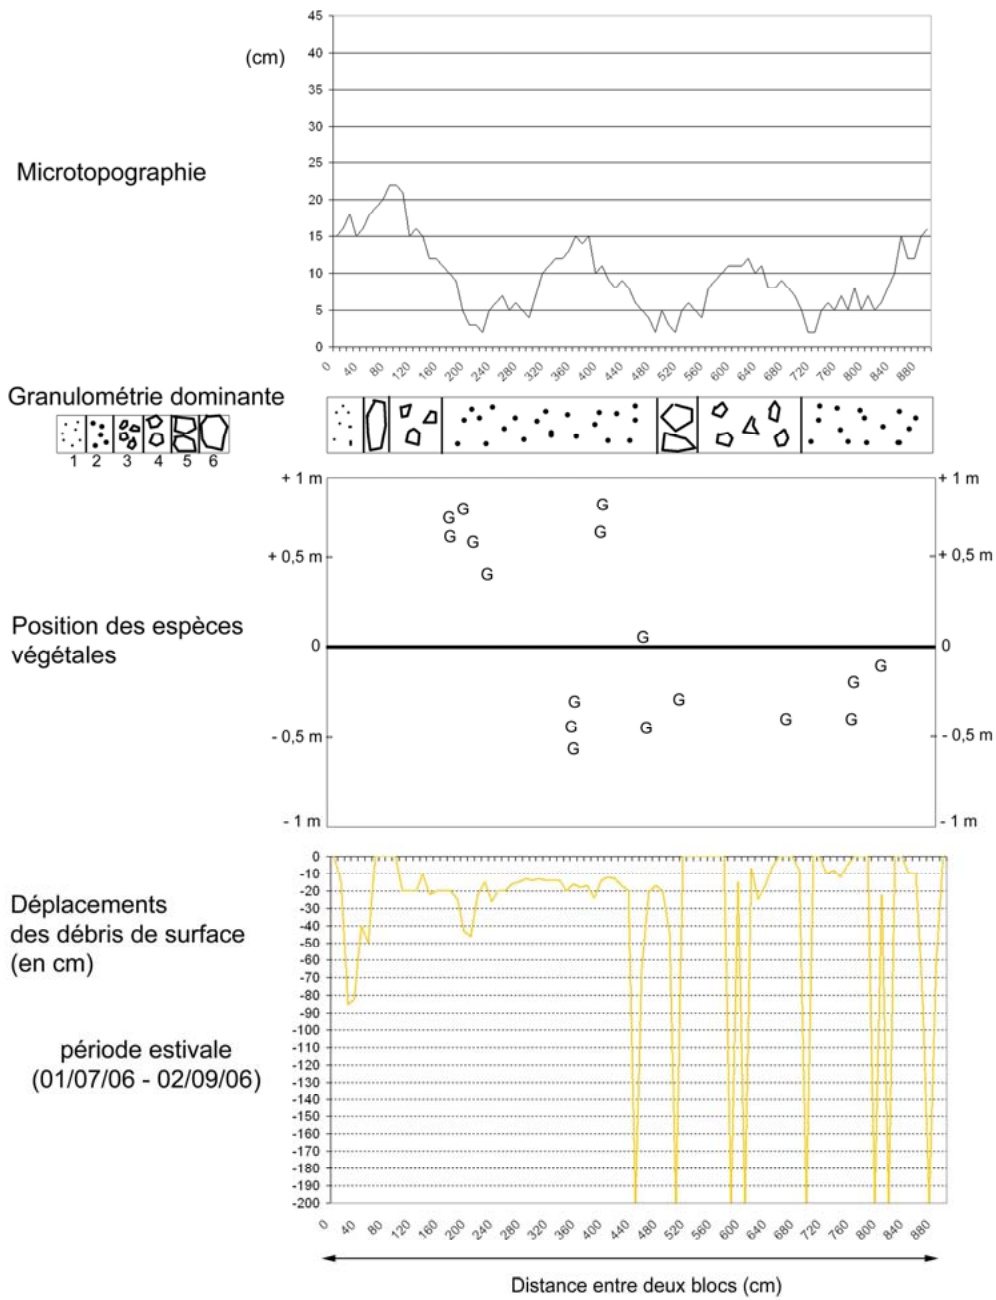 45
(cm)
40
35
30
25
Microtopographie
20
15
10
5
0
0 40 80 120 160 200 240 280 320 360 400 440 480 520 560 600 640 680 720 760 800 840 880
Granulométrie dominante
1 2 3 4 5 6
+ 1 m + 1 m
G G
G
G G
G
+ 0,5 m + 0,5 m
G
Position des espèces
végétales
G
0 0
G
G
G G
G G G G
- 0,5 m - 0,5 m
G
- 1 m - 1 m
0
-10
-20
Déplacements
-30
des débris de surface
-40
-50
(en cm)
-60
-70
-80
-90
-100
période estivale
-110
-120
(01/07/06 - 02/09/06)
-130
-140
-150
-160
-170
-180
-190
-200
0 40 80 120 160 200 240 280 320 360 400 440 480 520 560 600 640 680 720 760 800 840 880
Distance entre deux blocs (cm)